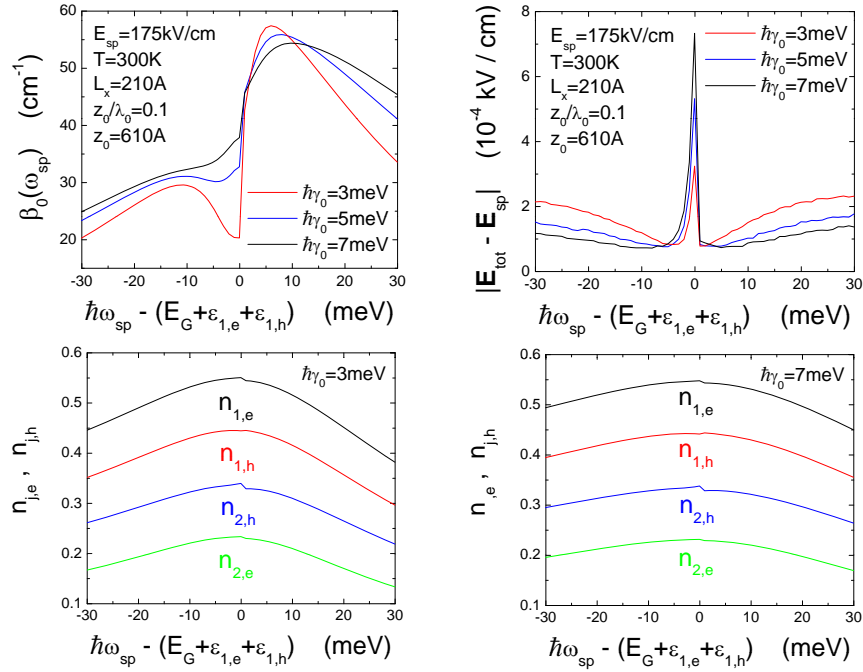 E_sp=175kV/cm
T=300K
L_x=210A
z_0/λ_0=0.1
z_0=610A
ħγ_0=3meV
ħγ_0=5meV
ħγ_0=7meV
β_0(ω_sp) (cm^-1)
60
50
40
30
20
-30 -20 -10 0 10 20 30
ħω_sp - (E_G+ε_1,e+ε_1,h) (meV)
E_sp=175kV/cm
T=300K
L_x=210A
z_0/λ_0=0.1
z_0=610A
ħγ_0=3meV
ħγ_0=5meV
ħγ_0=7meV
|E_tot - E_sp| (10^-4 kV / cm)
8
6
4
2
0
-30 -20 -10 0 10 20 30
ħω_sp - (E_G+ε_1,e+ε_1,h) (meV)
ħγ_0=3meV
n_1,e
n_1,h
n_2,h
n_2,e
n_j,e , n_j,h
0.6
0.5
0.4
0.3
0.2
0.1
-30 -20 -10 0 10 20 30
ħω_sp - (E_G+ε_1,e+ε_1,h) (meV)
ħγ_0=7meV
n_1,e
n_1,h
n_2,h
n_2,e
n_,e , n_j,h
0.6
0.5
0.4
0.3
0.2
0.1
-30 -20 -10 0 10 20 30
ħω_sp - (E_G+ε_1,e+ε_1,h) (meV)